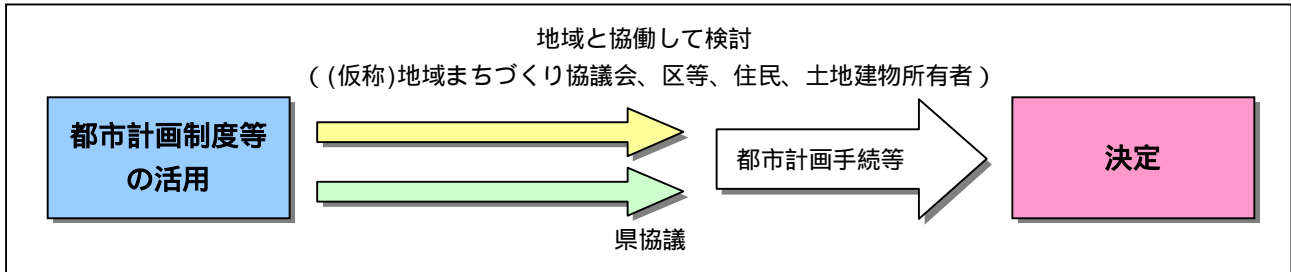 地域と協働して検討
（(仮称)地域まちづくり協議会、区等、住民、土地建物所有者）
都市計画制度等
の活用
都市計画手続等
決定
県協議